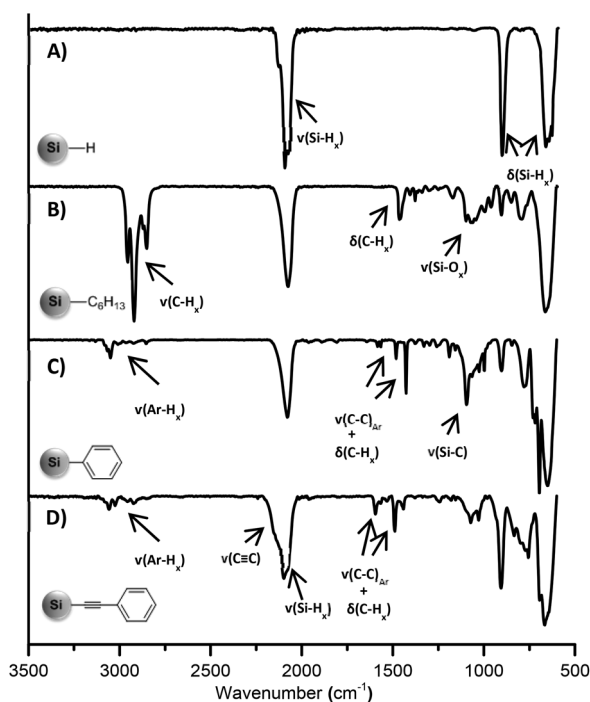 A)
Si
H
ν(Si-Hx)
δ(Si-Hx)
B)
Si
C6H13
ν(C-Hx)
δ(C-Hx)
ν(Si-Ox)
C)
Si
ν(Ar-Hx)
ν(C-C)Ar
+
δ(C-Hx)
ν(Si-C)
D)
Si
ν(Ar-Hx)
ν(C≡C)
ν(Si-Hx)
ν(C-C)Ar
+
δ(C-Hx)
3500 3000 2500 2000 1500 1000 500
Wavenumber (cm-1)